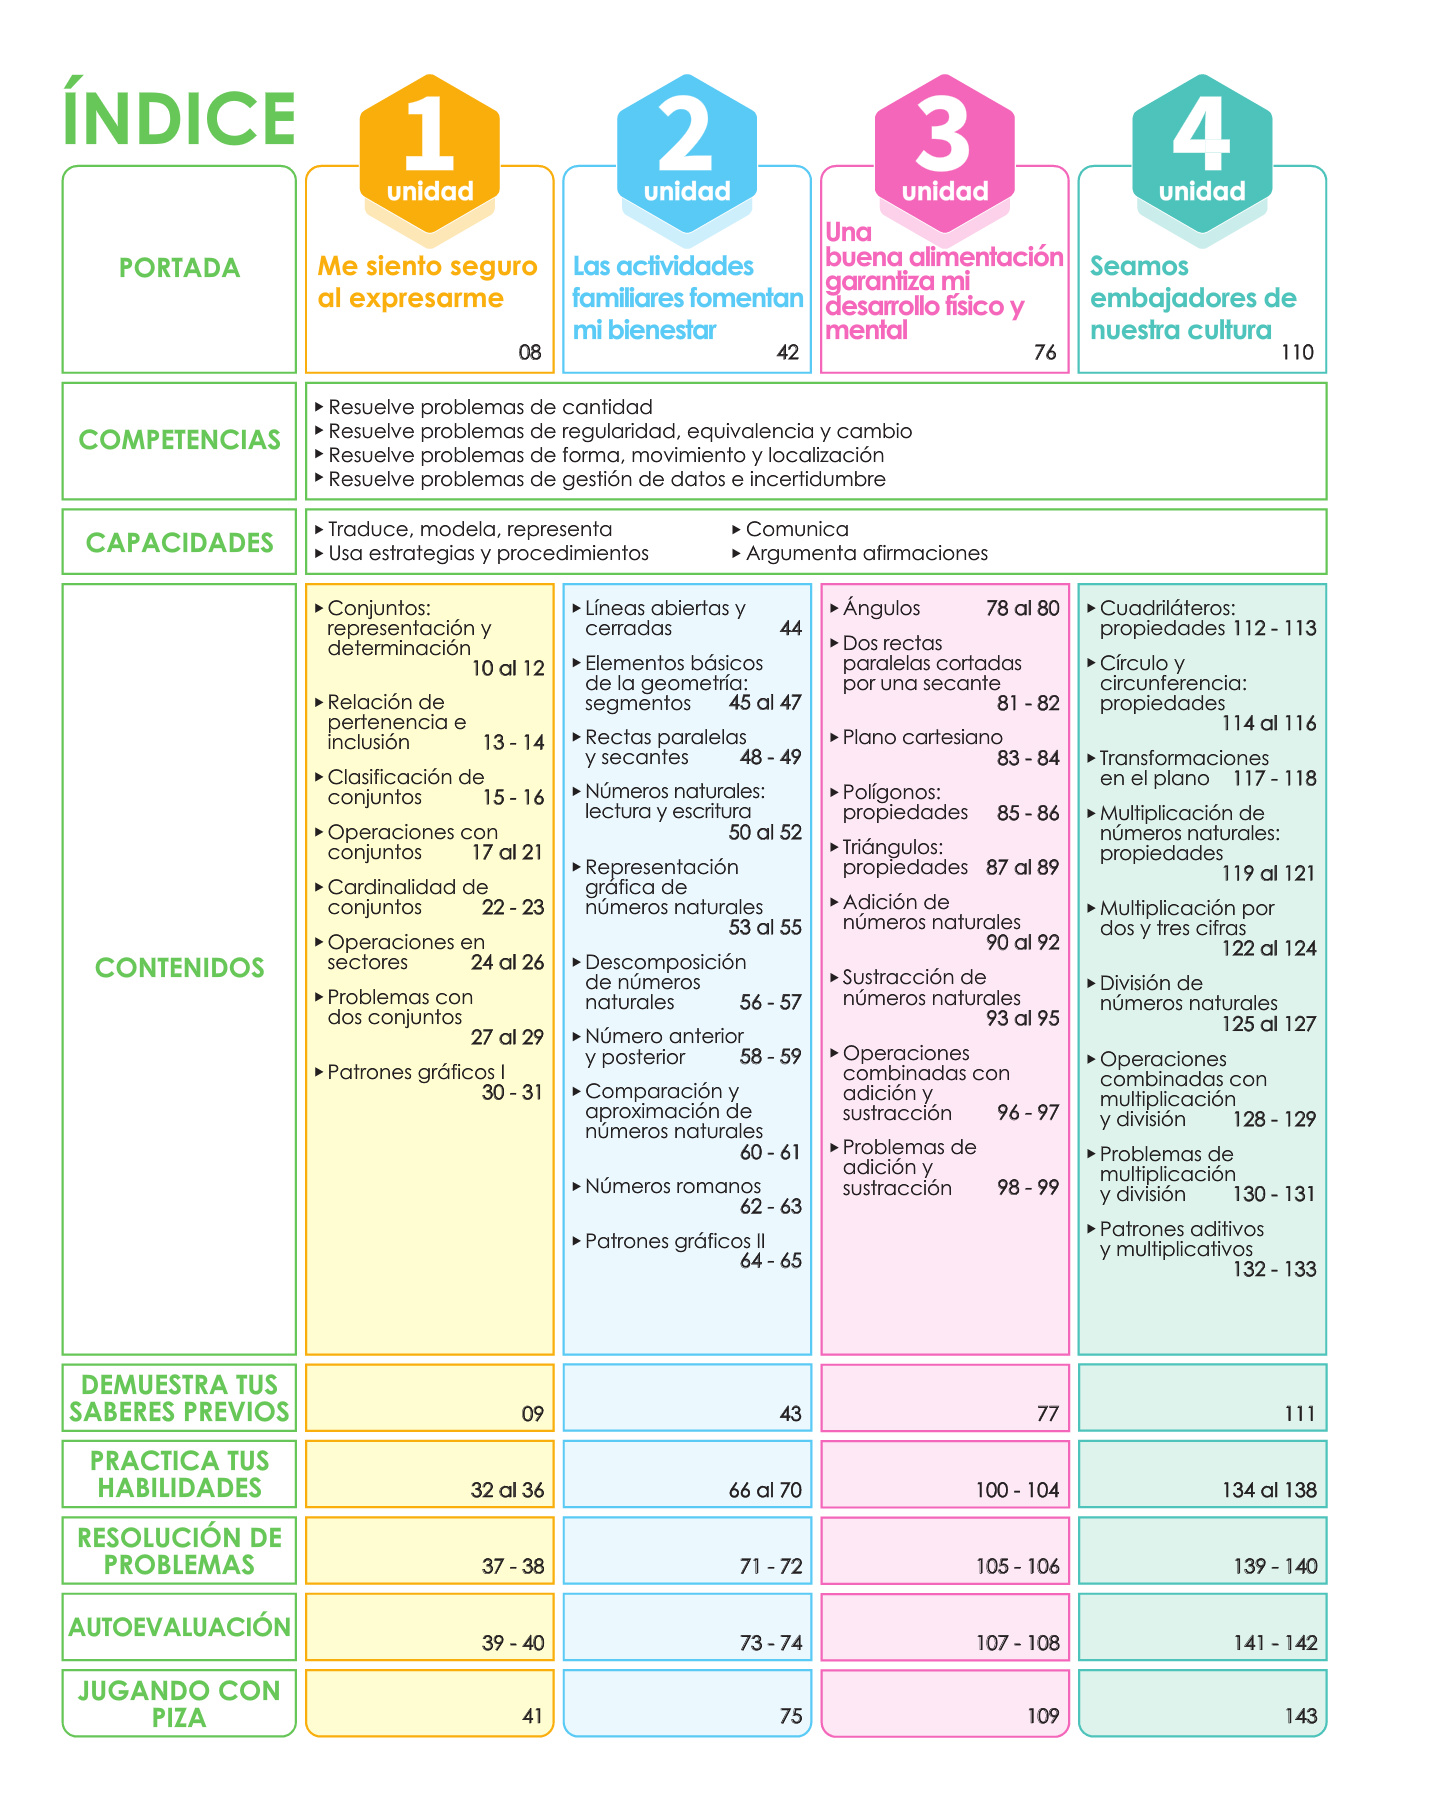 ÍNDICE
1
unidad
2
unidad
3
unidad
4
unidad
PORTADA
Me siento seguro
al expresarme
08
Las actividades
familiares fomentan
mi bienestar
42
Una
buena alimentación
garantiza mi
desarrollo físico y
mental
76
Seamos
embajadores de
nuestra cultura
110
COMPETENCIAS
▸Resuelve problemas de cantidad
▸Resuelve problemas de regularidad, equivalencia y cambio
▸Resuelve problemas de forma, movimiento y localización
▸Resuelve problemas de gestión de datos e incertidumbre
CAPACIDADES
▸Traduce, modela, representa
▸Usa estrategias y procedimientos
▸Comunica
▸Argumenta afirmaciones
CONTENIDOS
▸Conjuntos:
representación y
determinación
10 al 12
▸Relación de
pertenencia e
inclusión 13 - 14
▸Clasificación de
conjuntos 15 - 16
▸Operaciones con
conjuntos 17 al 21
▸Cardinalidad de
conjuntos 22 - 23
▸Operaciones en
sectores 24 al 26
▸Problemas con
dos conjuntos
27 al 29
▸Patrones gráficos I
30 - 31
▸Líneas abiertas y
cerradas 44
▸Elementos básicos
de la geometría:
segmentos 45 al 47
▸Rectas paralelas
y secantes 48 - 49
▸Números naturales:
lectura y escritura
50 al 52
▸Representación
gráfica de
números naturales
53 al 55
▸Descomposición
de números
naturales 56 - 57
▸Número anterior
y posterior 58 - 59
▸Comparación y
aproximación de
números naturales
60 - 61
▸Números romanos
62 - 63
▸Patrones gráficos II
64 - 65
▸Ángulos 78 al 80
▸Dos rectas
paralelas cortadas
por una secante
81 - 82
▸Plano cartesiano
83 - 84
▸Polígonos:
propiedades 85 - 86
▸Triángulos:
propiedades 87 al 89
▸Adición de
números naturales
90 al 92
▸Sustracción de
números naturales
93 al 95
▸Operaciones
combinadas con
adición y
sustracción 96 - 97
▸Problemas de
adición y
sustracción 98 - 99
▸Cuadriláteros:
propiedades 112 - 113
▸Círculo y
circunferencia:
propiedades
114 al 116
▸Transformaciones
en el plano 117 - 118
▸Multiplicación de
números naturales:
propiedades
119 al 121
▸Multiplicación por
dos y tres cifras
122 al 124
▸División de
números naturales
125 al 127
▸Operaciones
combinadas con
multiplicación
y división 128 - 129
▸Problemas de
multiplicación
y división 130 - 131
▸Patrones aditivos
y multiplicativos
132 - 133
DEMUESTRA TUS
SABERES PREVIOS
09
43
77
111
PRACTICA TUS
HABILIDADES
32 al 36
66 al 70
100 - 104
134 al 138
RESOLUCIÓN DE
PROBLEMAS
37 - 38
71 - 72
105 - 106
139 - 140
AUTOEVALUACIÓN
39 - 40
73 - 74
107 - 108
141 - 142
JUGANDO CON
PIZA
41
75
109
143